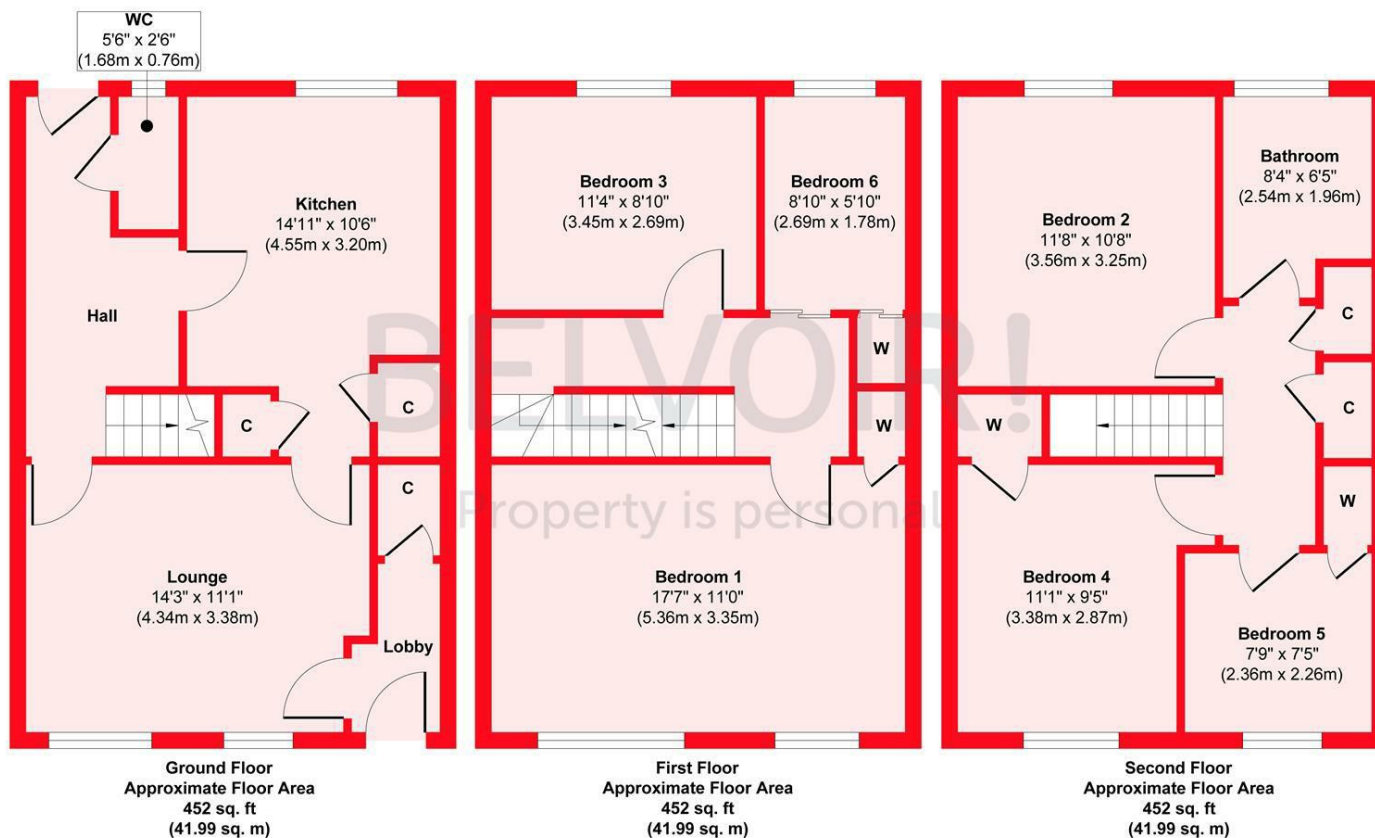 WC
5'6" x 2'6"
(1.68m x 0.76m)
Kitchen
14'11" x 10'6"
(4.55m x 3.20m)
Hall
C
C
C
Lounge
14'3" x 11'1"
(4.34m x 3.38m)
Lobby
Ground Floor
Approximate Floor Area
452 sq. ft
(41.99 sq. m)
Bedroom 3
11'4" x 8'10"
(3.45m x 2.69m)
Bedroom 6
8'10" x 5'10"
(2.69m x 1.78m)
W
W
Bedroom 1
17'7" x 11'0"
(5.36m x 3.35m)
First Floor
Approximate Floor Area
452 sq. ft
(41.99 sq. m)
Bedroom 2
11'8" x 10'8"
(3.56m x 3.25m)
Bathroom
8'4" x 6'5"
(2.54m x 1.96m)
C
C
W
W
Bedroom 4
11'1" x 9'5"
(3.38m x 2.87m)
Bedroom 5
7'9" x 7'5"
(2.36m x 2.26m)
Second Floor
Approximate Floor Area
452 sq. ft
(41.99 sq. m)
BELVOIR!
Property is personal